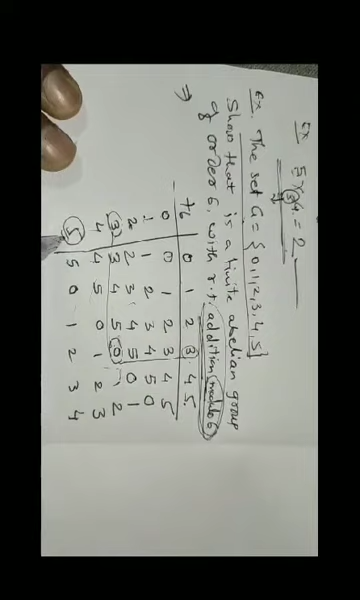 Ex 5 x₃ 4 = 2
Ex. The set G = {0,1,2,3,4,5}
Show that is a finite abelian group
of order 6, with r.t. addition modulo 6
⇒
+6 0 1 2 3 4 5
0 0 1 2 3 4 5
1 1 2 3 4 5 0
2 2 3 4 5 0 1
3 3 4 5 0 1 2
4 4 5 0 1 2 3
5 5 0 1 2 3 4